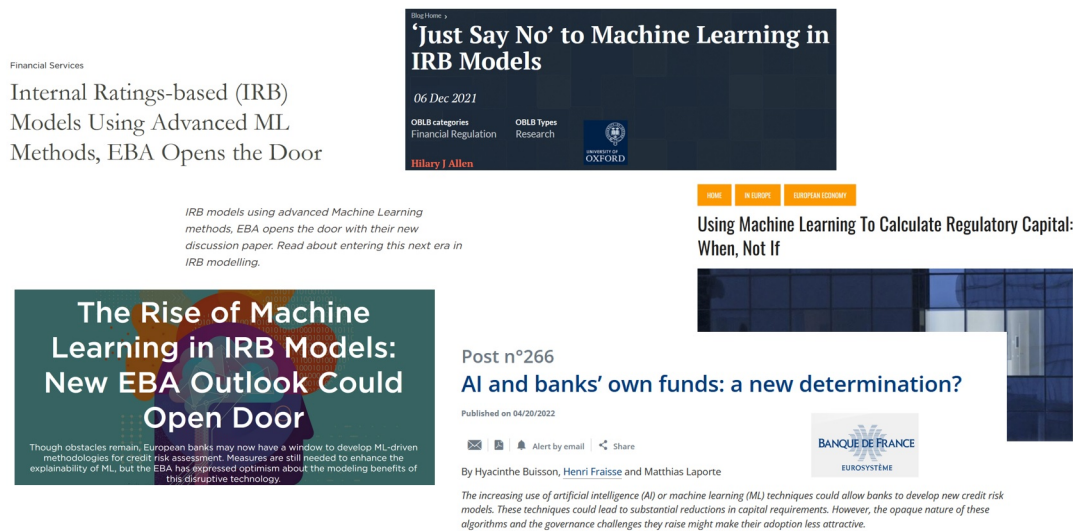 Financial Services
Internal Ratings-based (IRB)
Models Using Advanced ML
Methods, EBA Opens the Door
IRB models using advanced Machine Learning
methods, EBA opens the door with their new
discussion paper. Read about entering this next era in
IRB modelling.
Blog Home ›
‘Just Say No’ to Machine Learning in
IRB Models
06 Dec 2021
OBLB categories
Financial Regulation
OBLB Types
Research
UNIVERSITY OF
OXFORD
Hilary J Allen
HOME
IN EUROPE
EUROPEAN ECONOMY
Using Machine Learning To Calculate Regulatory Capital:
When, Not If
The Rise of Machine
Learning in IRB Models:
New EBA Outlook Could
Open Door
Though obstacles remain, European banks may now have a window to develop ML-driven
methodologies for credit risk assessment. Measures are still needed to enhance the
explainability of ML, but the EBA has expressed optimism about the modeling benefits of
this disruptive technology.
Post n°266
AI and banks’ own funds: a new determination?
Published on 04/20/2022
Alert by email
Share
BANQUE DE FRANCE
EUROSYSTÈME
By Hyacinthe Buisson, Henri Fraisse and Matthias Laporte
The increasing use of artificial intelligence (AI) or machine learning (ML) techniques could allow banks to develop new credit risk
models. These techniques could lead to substantial reductions in capital requirements. However, the opaque nature of these
algorithms and the governance challenges they raise might make their adoption less attractive.